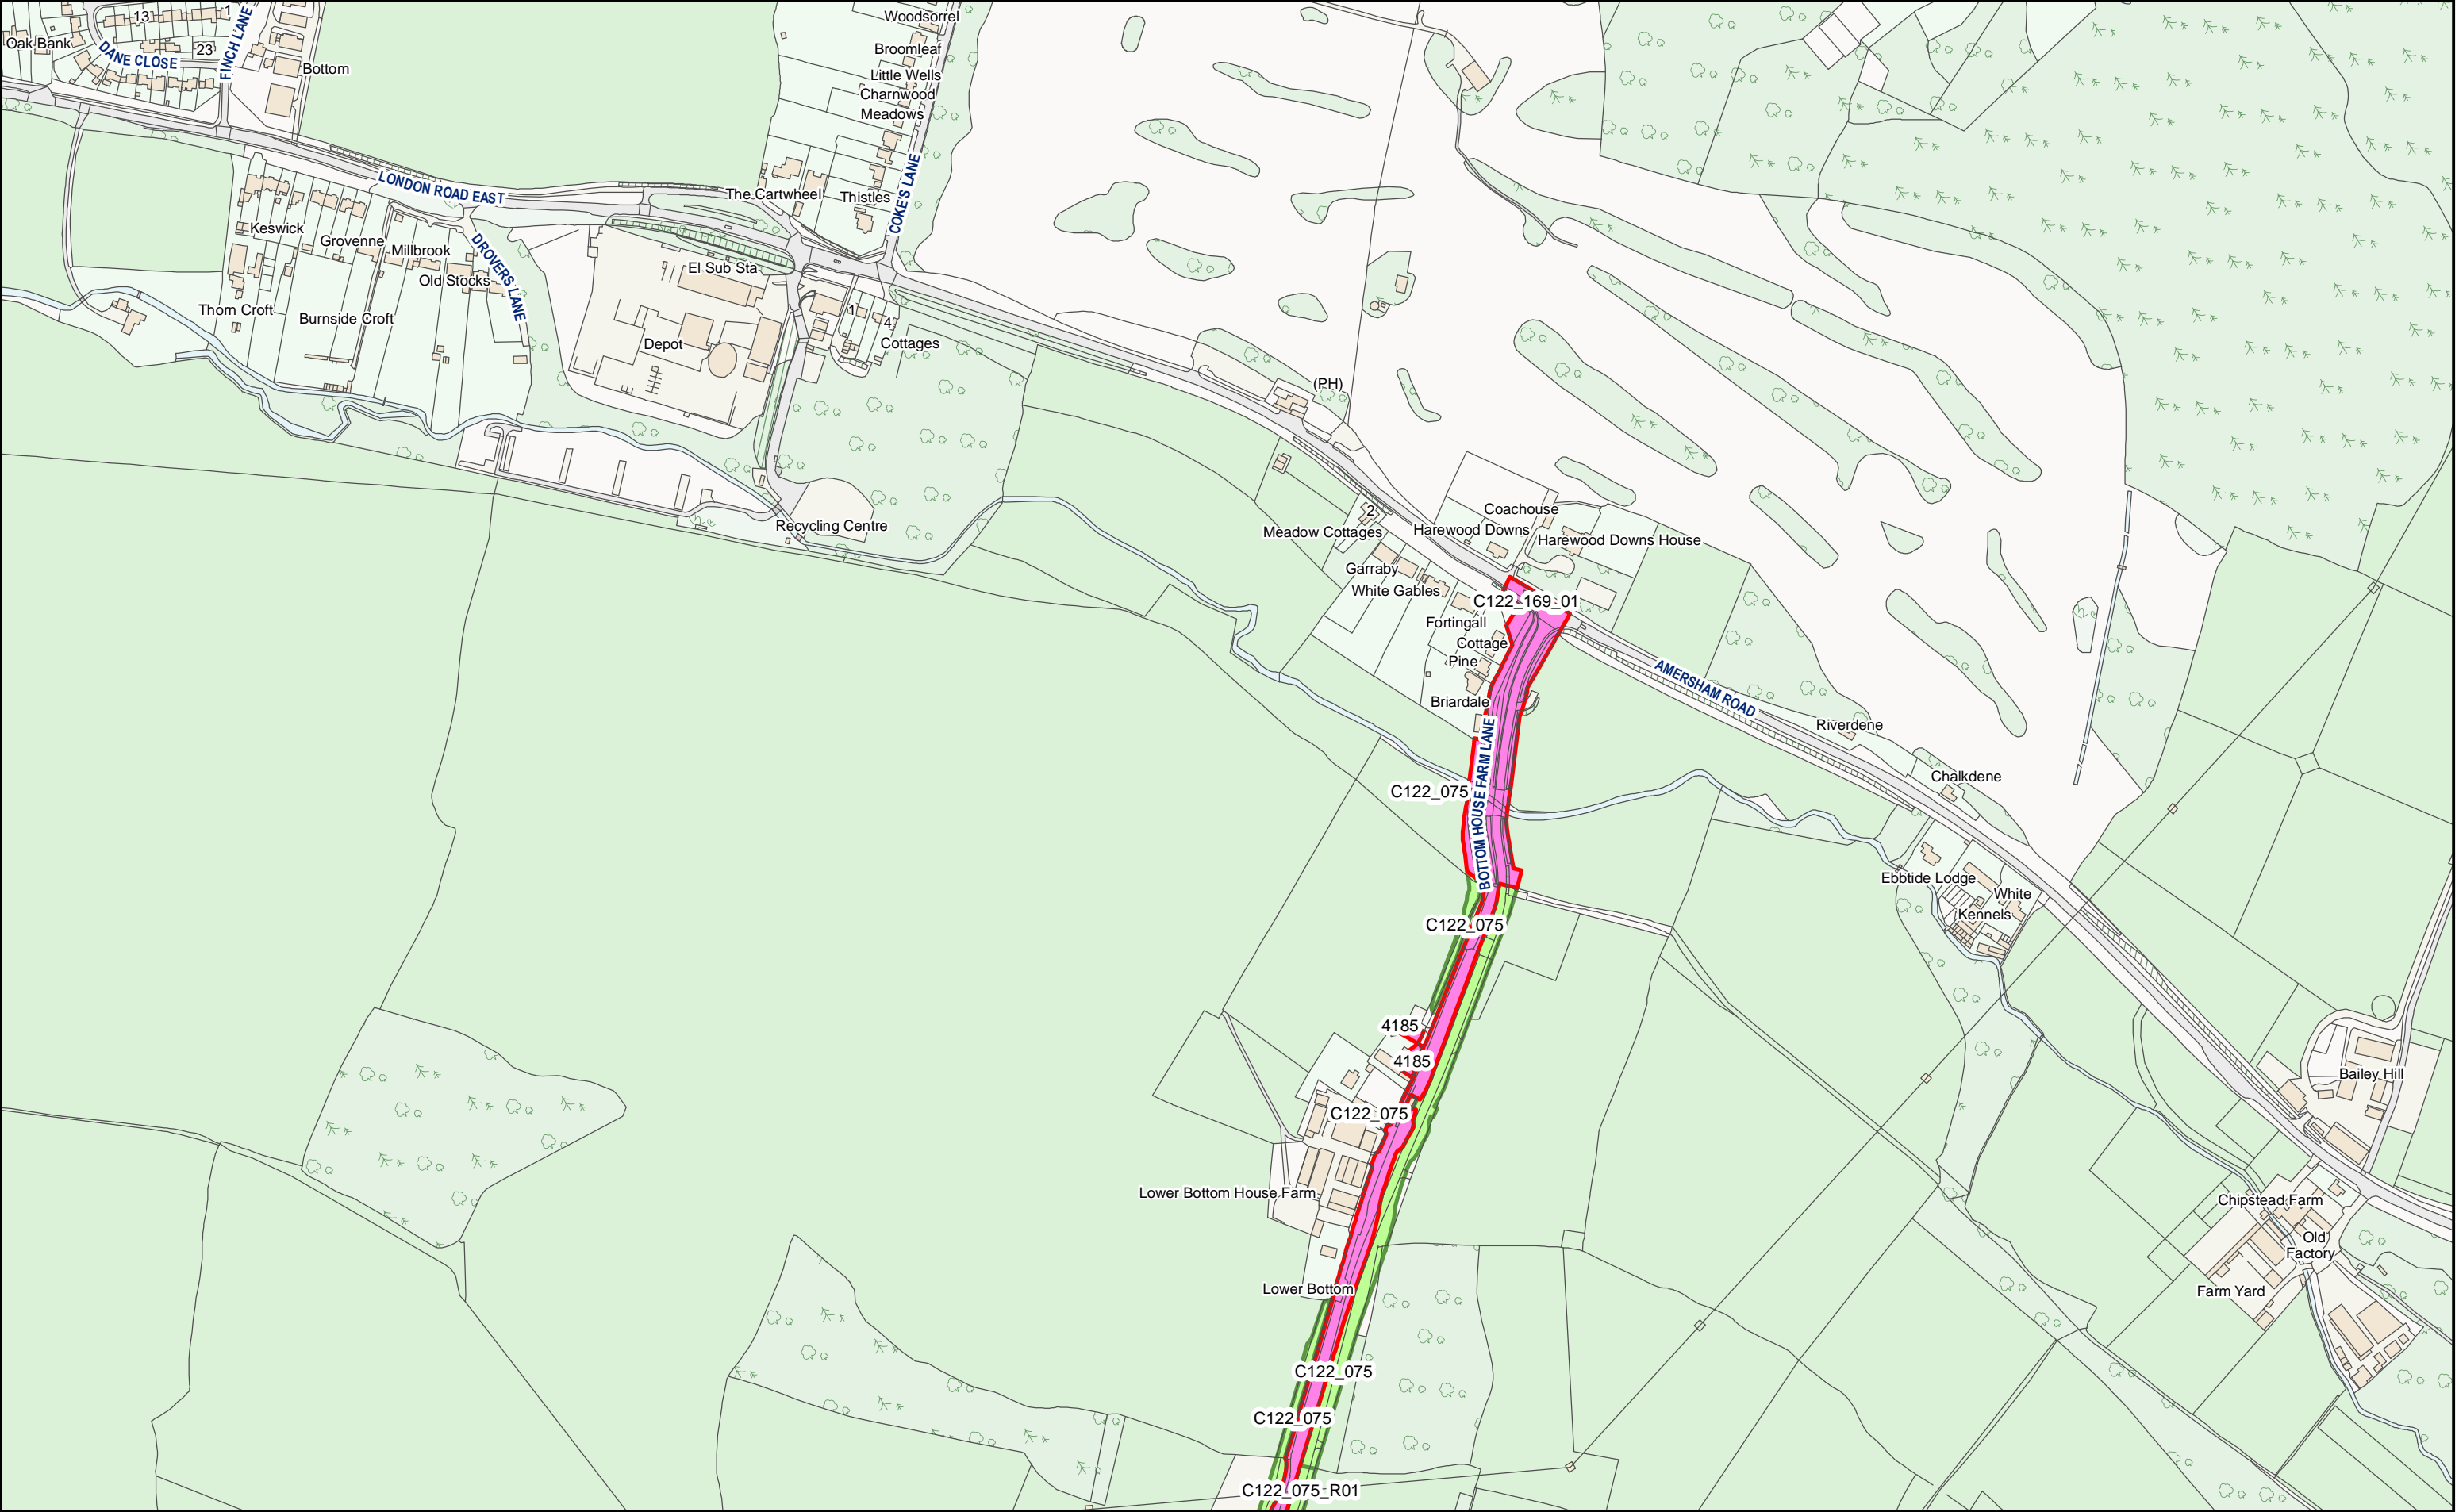 13
1
Oak Bank
23
DANE CLOSE
FINCH LANE
Bottom
Woodsorrel
Broomleaf
Little Wells
Charnwood
Meadows
COKE'S LANE
LONDON ROAD EAST
The Cartwheel
Thistles
Keswick
Grovenne
Millbrook
Old Stocks
DROVERS LANE
El Sub Sta
Thorn Croft
Burnside Croft
Depot
1
4
Cottages
(PH)
Recycling Centre
2
Meadow Cottages
Coachouse
Harewood Downs
Harewood Downs House
Garraby
White Gables
C122_169_01
Fortingall
Cottage
Pine
Briardale
AMERSHAM ROAD
Riverdene
Chalkdene
BOTTOM HOUSE FARM LANE
C122_075
Ebbtide Lodge
White
Kennels
C122_075
4185
4185
Bailey Hill
C122_075
Lower Bottom House Farm
Chipstead Farm
Old
Factory
Lower Bottom
Farm Yard
C122_075
C122_075
C122_075_R01